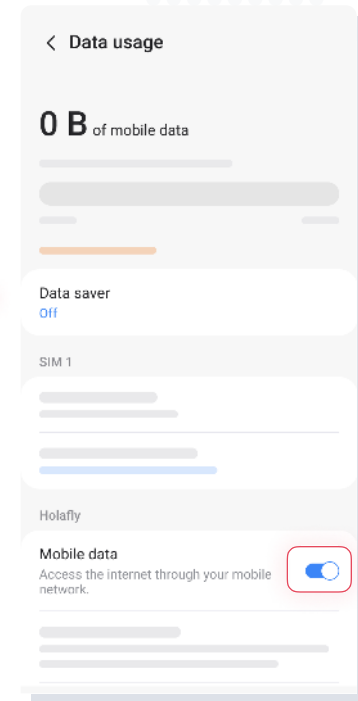 Data usage
0 B of mobile data
Data saver
Off
SIM 1
Holafly
Mobile data
Access the internet through your mobile
network.